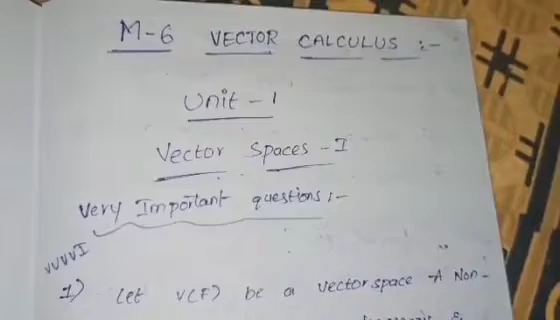 M-6 VECTOR CALCULUS :-
Unit - 1
Vector Spaces - I
Very Important questions :-
VVVVI
1) Let V(F) be a vector space A Non-